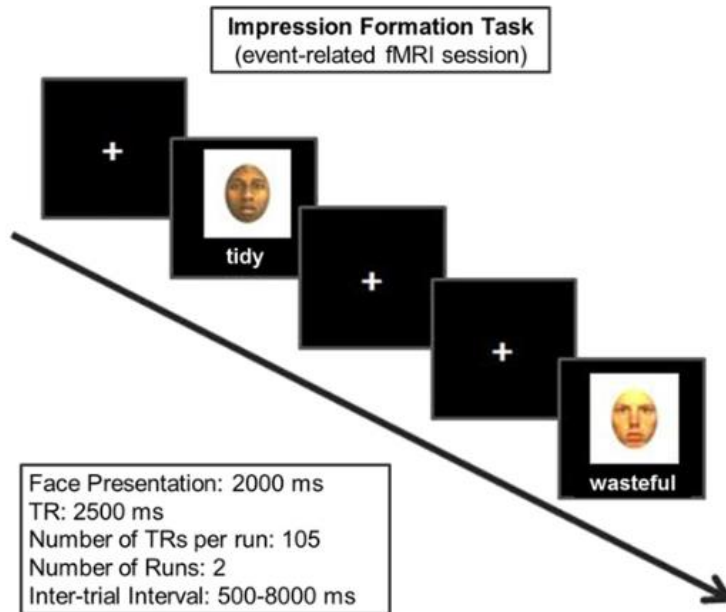 Impression Formation Task
(event-related fMRI session)
tidy
wasteful
Face Presentation: 2000 ms
TR: 2500 ms
Number of TRs per run: 105
Number of Runs: 2
Inter-trial Interval: 500-8000 ms